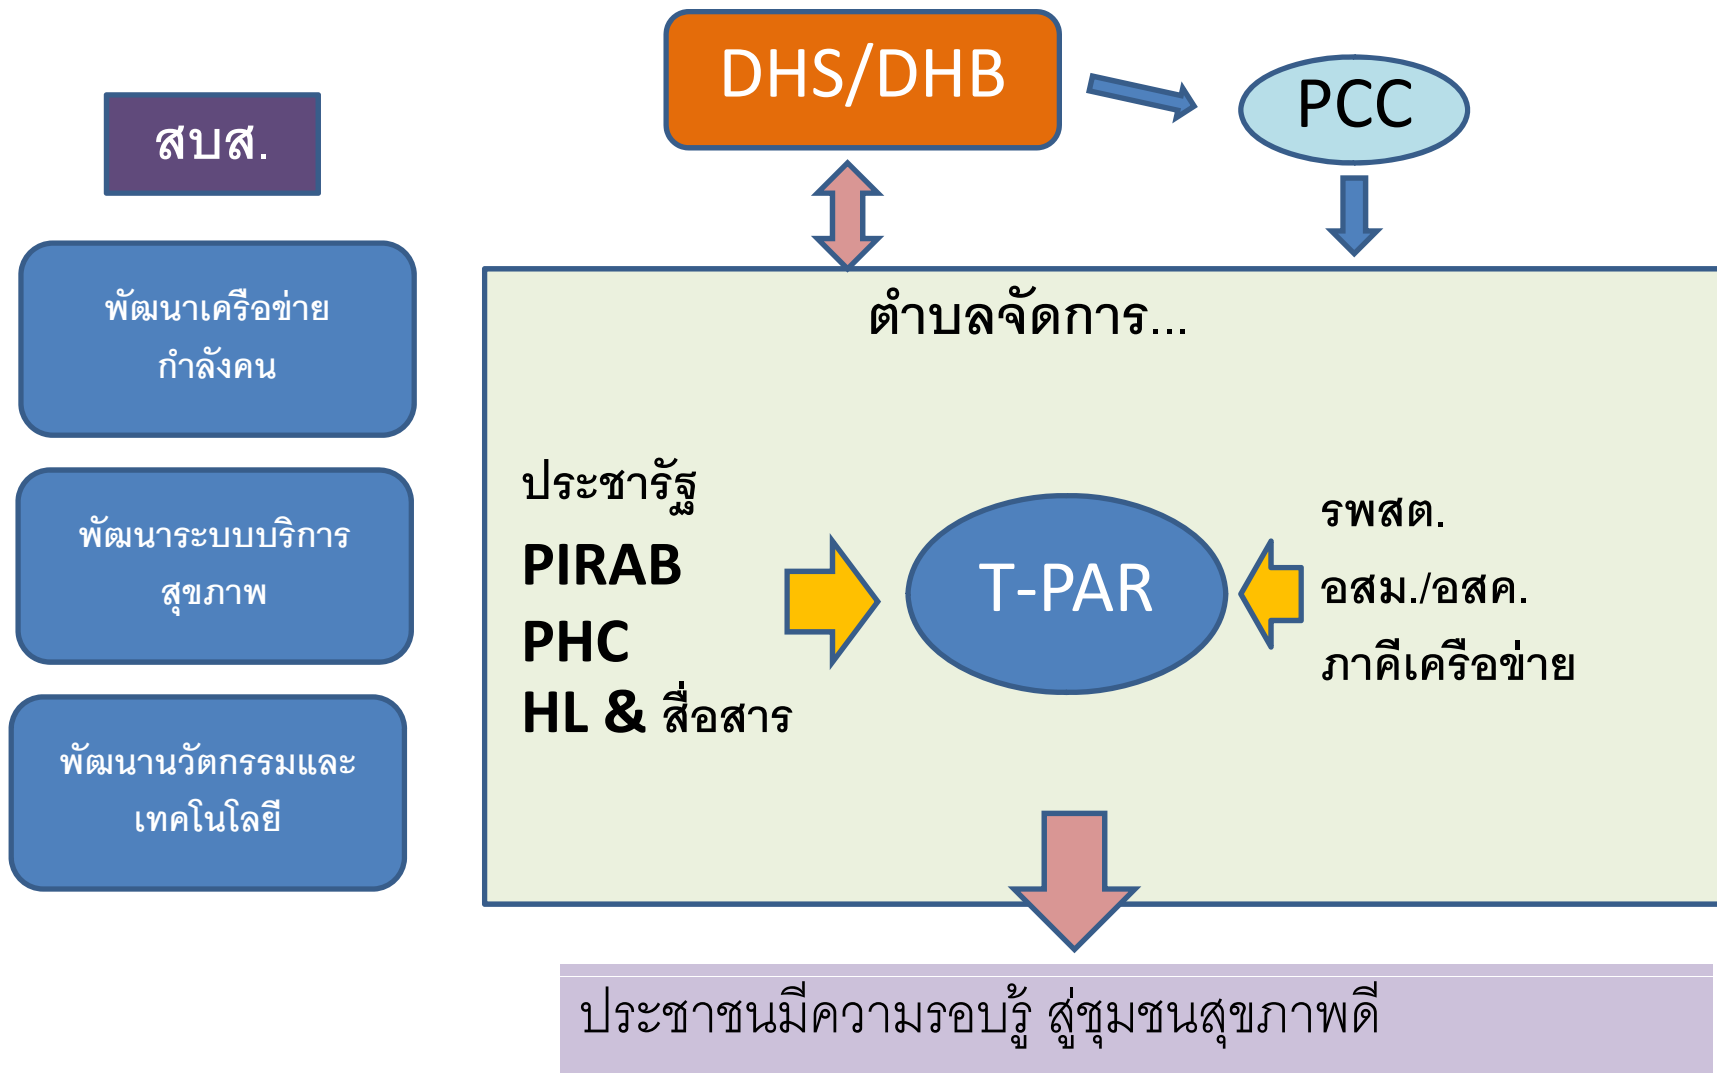 DHS/DHB
PCC
สบส.
พัฒนาเครือข่าย
กำลังคน
พัฒนาระบบบริการ
สุขภาพ
พัฒนานวัตกรรมและ
เทคโนโลยี
ตำบลจัดการ...
ประชารัฐ
PIRAB
PHC
HL & สื่อสาร
T-PAR
รพสต.
อสม./อสค.
ภาคีเครือข่าย
ประชาชนมีความรอบรู้ สู่ชุมชนสุขภาพดี